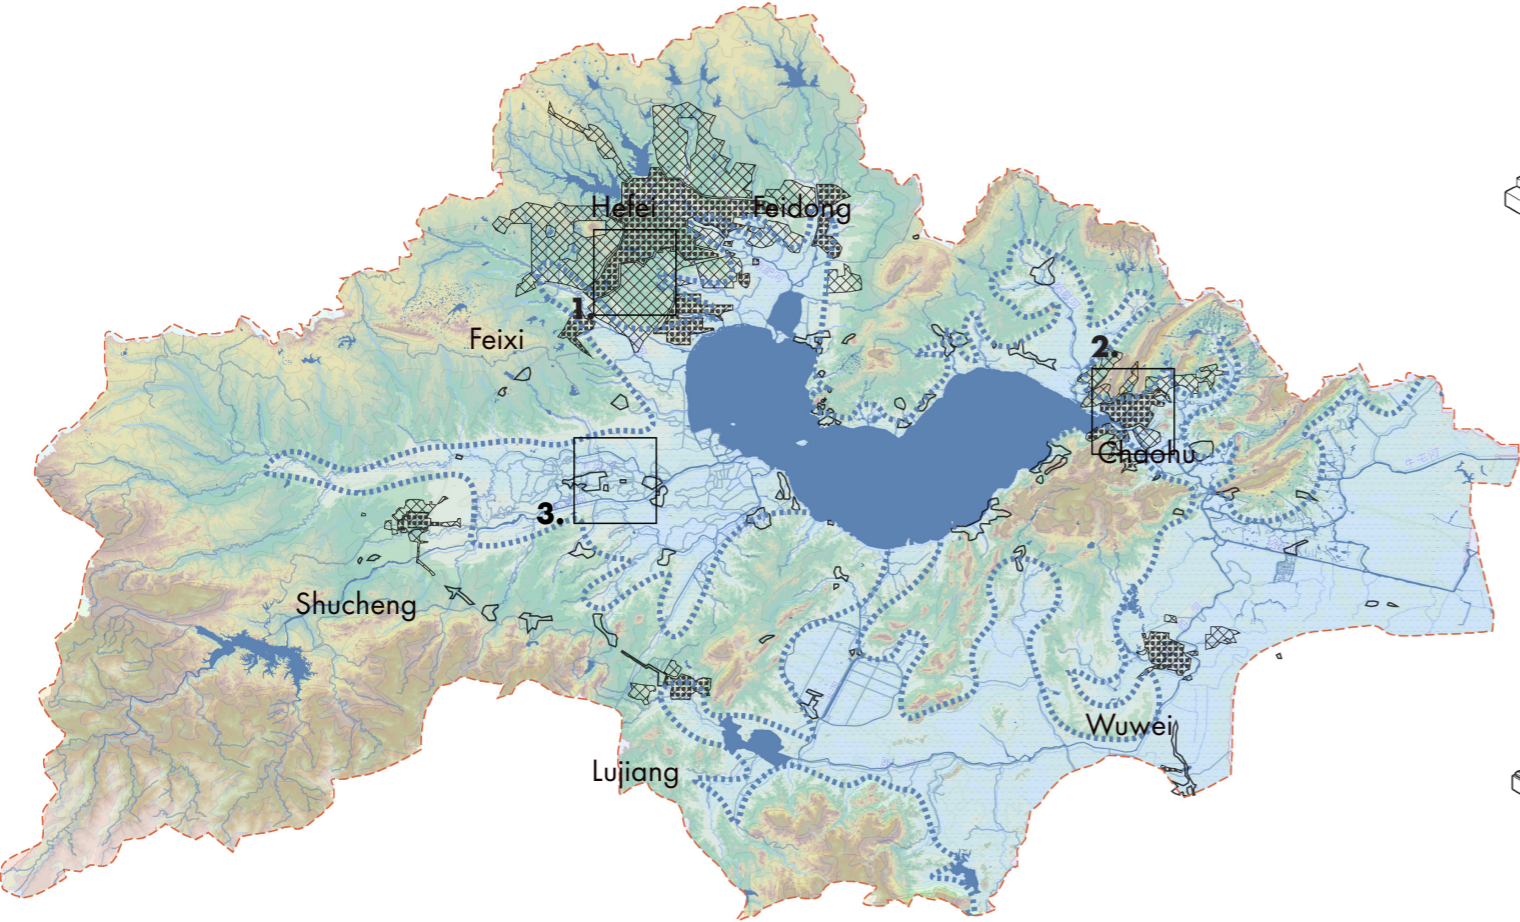 Hefei
Feidong
1.
Feixi
2.
Chaohu
3.
Shucheng
Wuwei
Lujiang